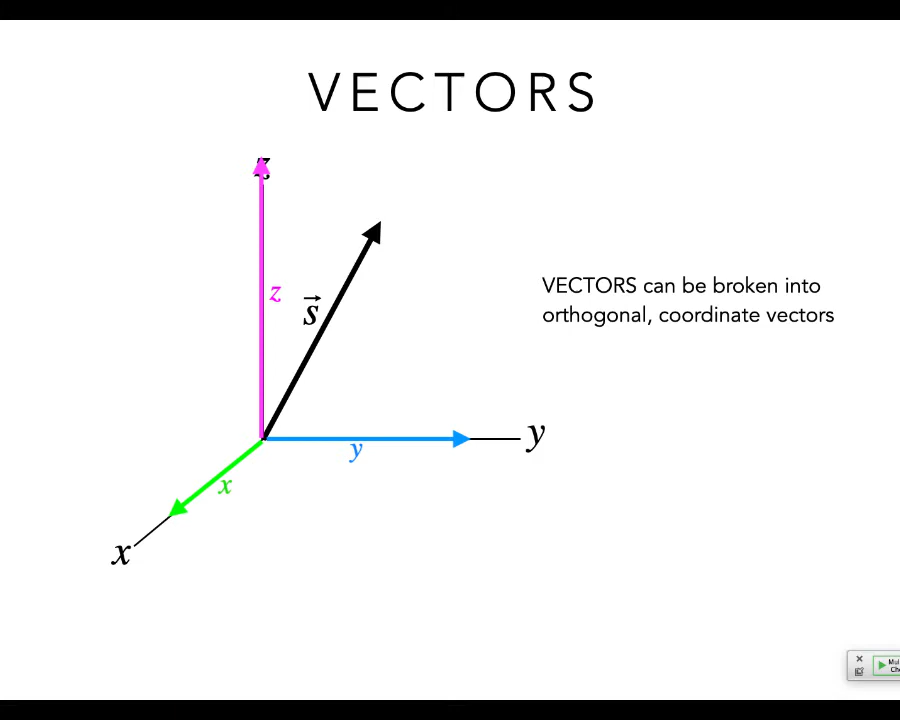 VECTORS
z
z
s
VECTORS can be broken into
orthogonal, coordinate vectors
y
y
x
x